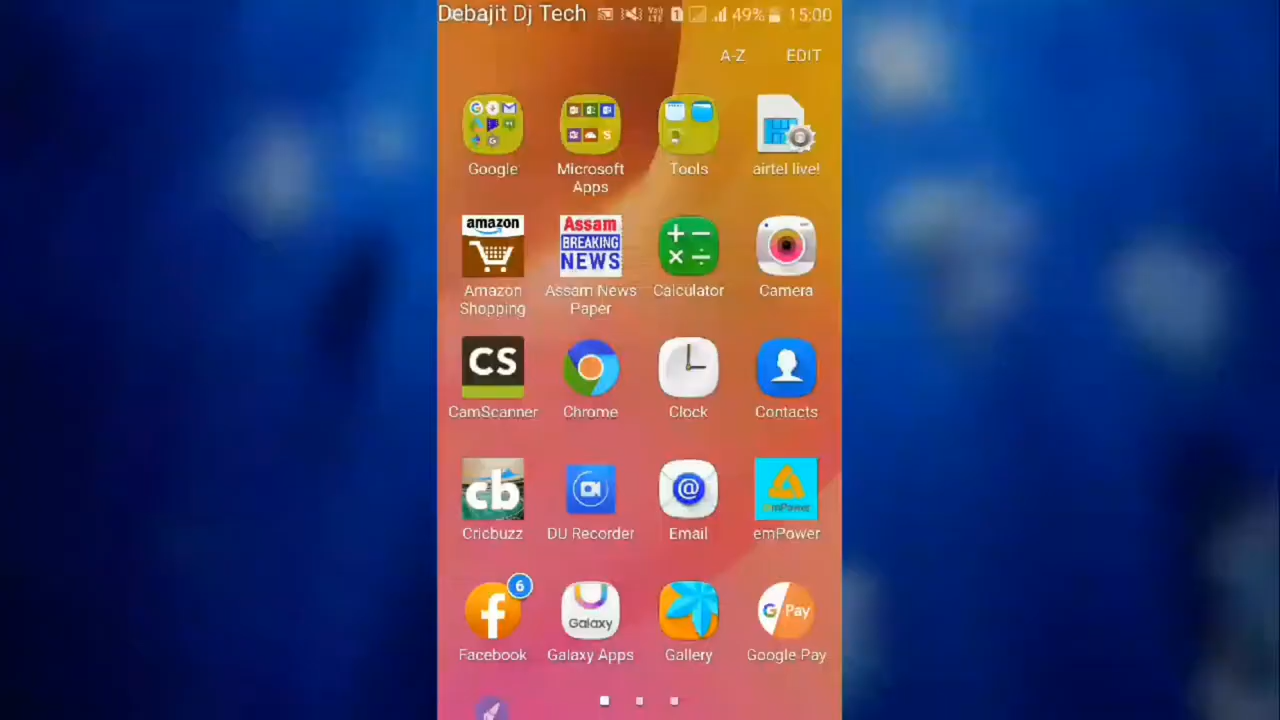 Debajit Dj Tech 1 49% 15:00
A-Z EDIT
Google Microsoft Apps Tools airtel live!
amazon Assam BREAKING NEWS
Amazon Shopping Assam News Paper Calculator Camera
CS
CamScanner Chrome Clock Contacts
cb @ emPower
Cricbuzz DU Recorder Email emPower
f 6 Galaxy G Pay
Facebook Galaxy Apps Gallery Google Pay